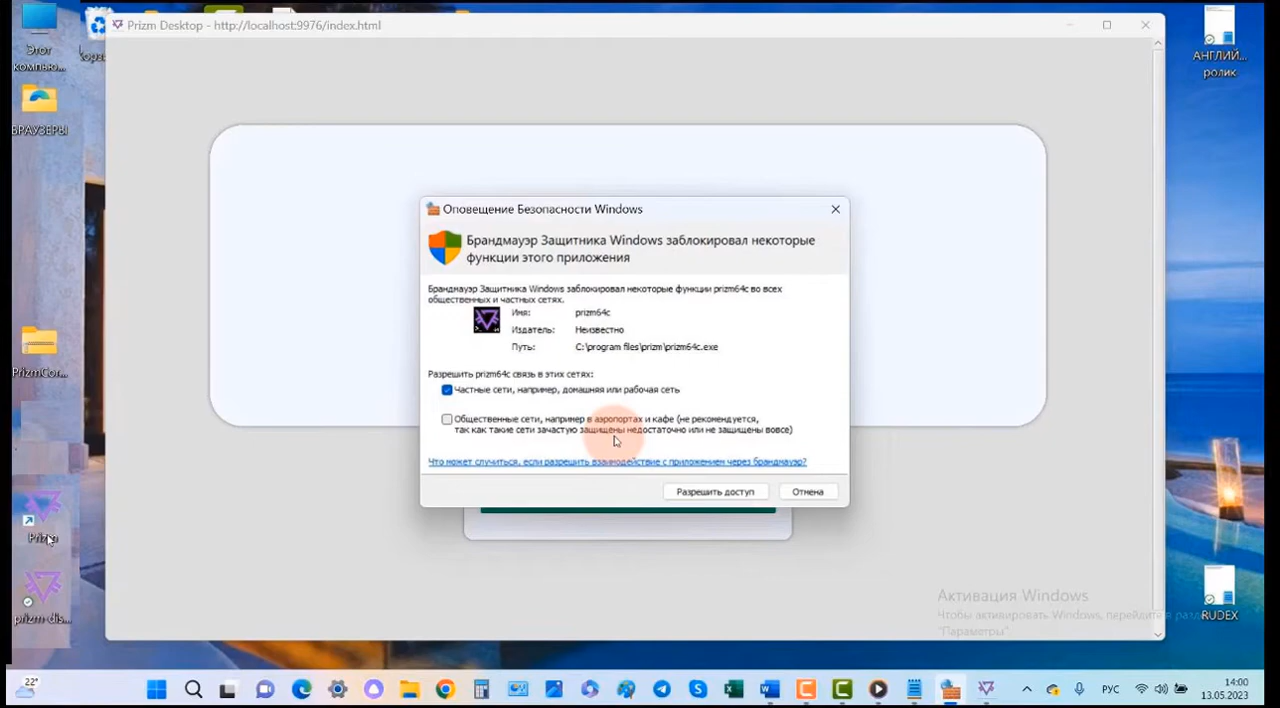 Prizm Desktop - http://localhost:9976/index.html
Этот
компью...
БРАУЗЕРЫ
PrizmCor...
Prizm
prizm-dis...
АНГЛИЙ...
ролик
RUDEX
Оповещение Безопасности Windows
Брандмауэр Защитника Windows заблокировал некоторые
функции этого приложения
Брандмауэр Защитника Windows заблокировал некоторые функции prizm64c во всех
общественных и частных сетях.
Имя: prizm64c
Издатель: Неизвестно
Путь: C:\program files\prizm\prizm64c.exe
Разрешить prizm64c связь в этих сетях:
Частные сети, например, домашняя или рабочая сеть
Общественные сети, например в аэропортах и кафе (не рекомендуется,
так как такие сети зачастую защищены недостаточно или не защищены вовсе)
Что может случиться, если разрешить взаимодействие с приложением через брандмауэр?
Разрешить доступ
Отмена
Активация Windows
Чтобы активировать Windows, перейдите в раздел
"Параметры".
22°
РУС
14:00
13.05.2023